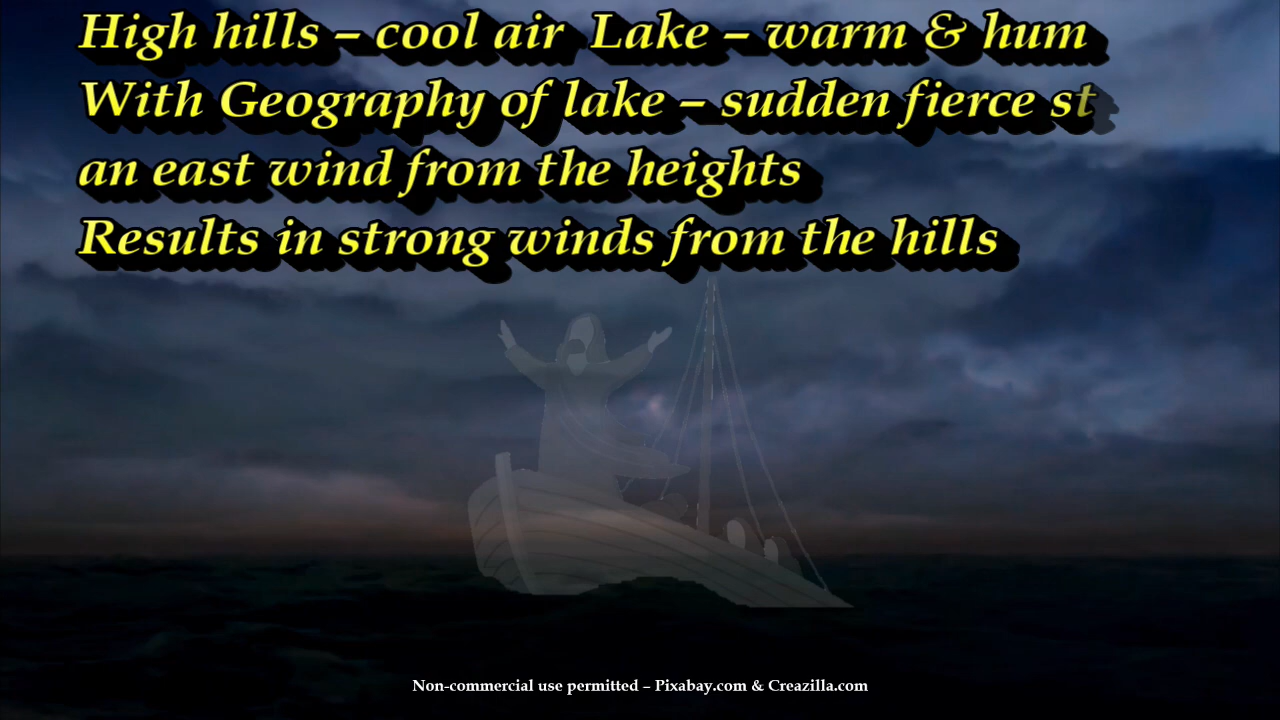 High hills – cool air Lake – warm & hum
With Geography of lake – sudden fierce st
an east wind from the heights
Results in strong winds from the hills
Non-commercial use permitted – Pixabay.com & Creazilla.com